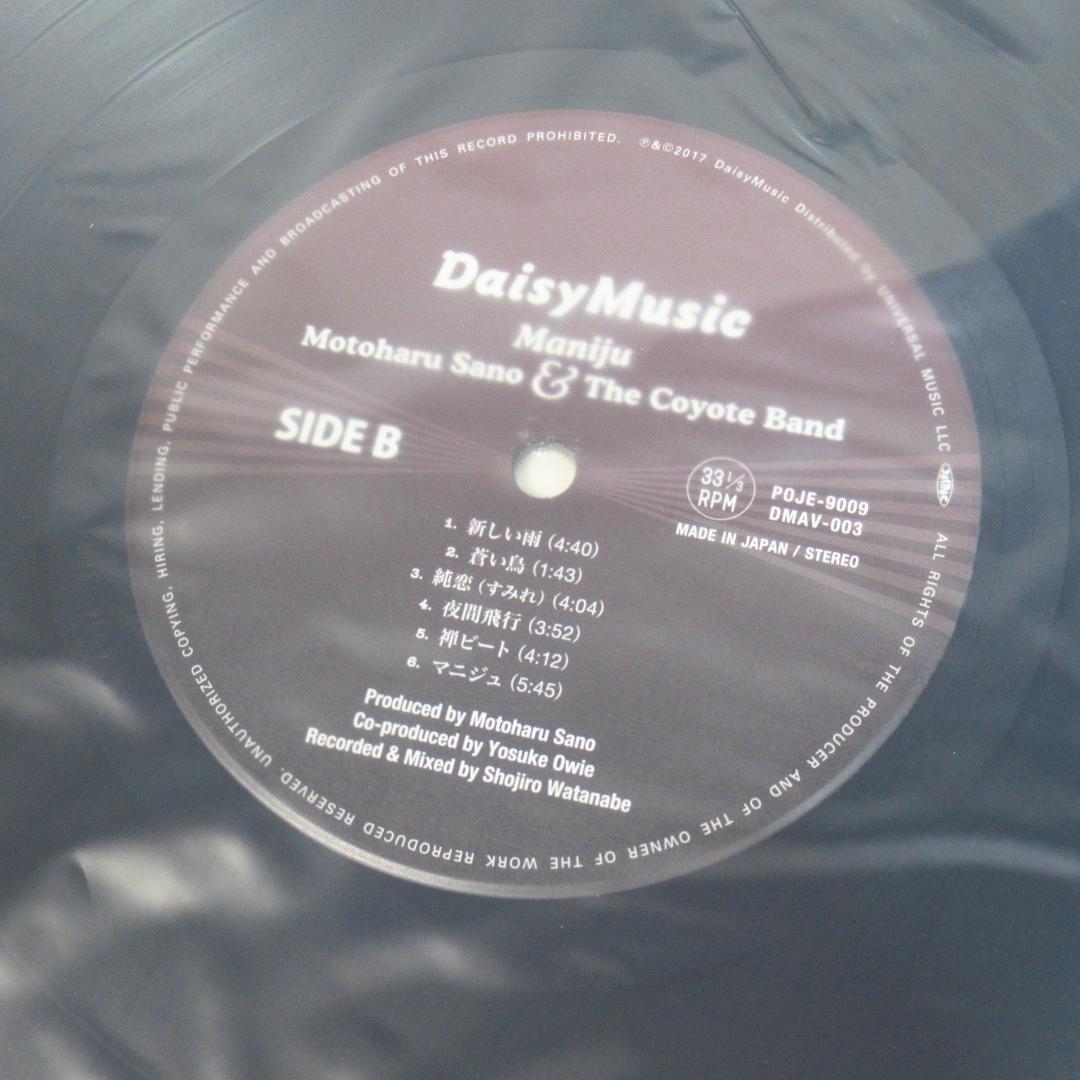 DaisyMusic
Maniju
Motoharu Sano & The Coyote Band
SIDE B
33 1/3
RPM
POJE-9009
DMAV-003
MADE IN JAPAN / STEREO
1. 新しい雨 (4:40)
2. 蒼い鳥 (1:43)
3. 純恋 (すみれ) (4:04)
4. 夜間飛行 (3:52)
5. 禅ビート (4:12)
6. マニジュ (5:45)
Produced by Motoharu Sano
Co-produced by Yosuke Owie
Recorded & Mixed by Shojiro Watanabe
℗&©2017 DaisyMusic Distributed by UNIVERSAL MUSIC LLC
ALL RIGHTS OF THE PRODUCER AND OF THE OWNER OF THE WORK REPRODUCED RESERVED. UNAUTHORIZED COPYING, HIRING, LENDING, PUBLIC PERFORMANCE AND BROADCASTING OF THIS RECORD PROHIBITED.